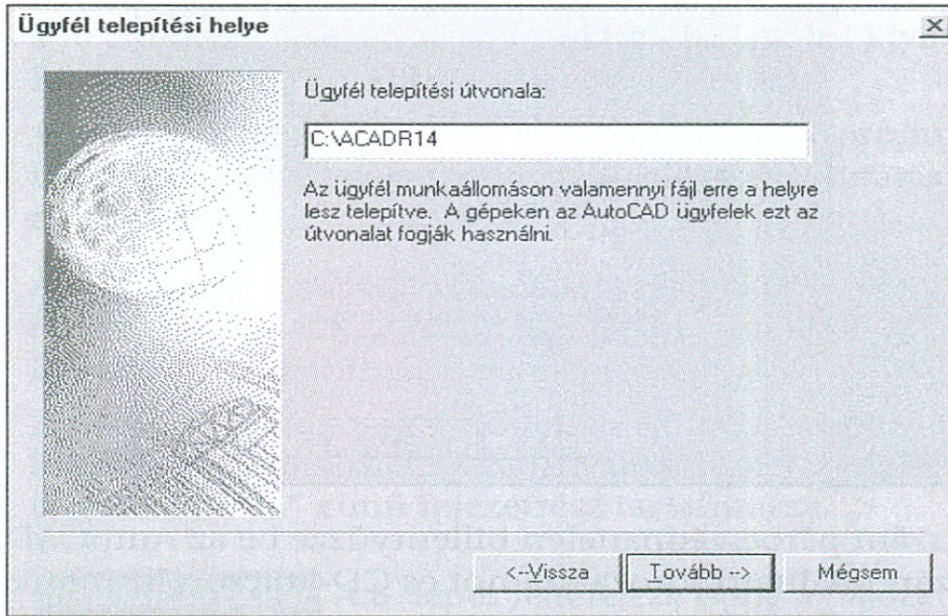 Ügyfél telepítési helye
Ügyfél telepítési útvonala:
C:\ACADR14
Az ügyfél munkaállomáson valamennyi fájl erre a helyre
lesz telepítve. A gépeken az AutoCAD ügyfelek ezt az
útvonalat fogják használni.
<--Vissza
Tovább -->
Mégsem